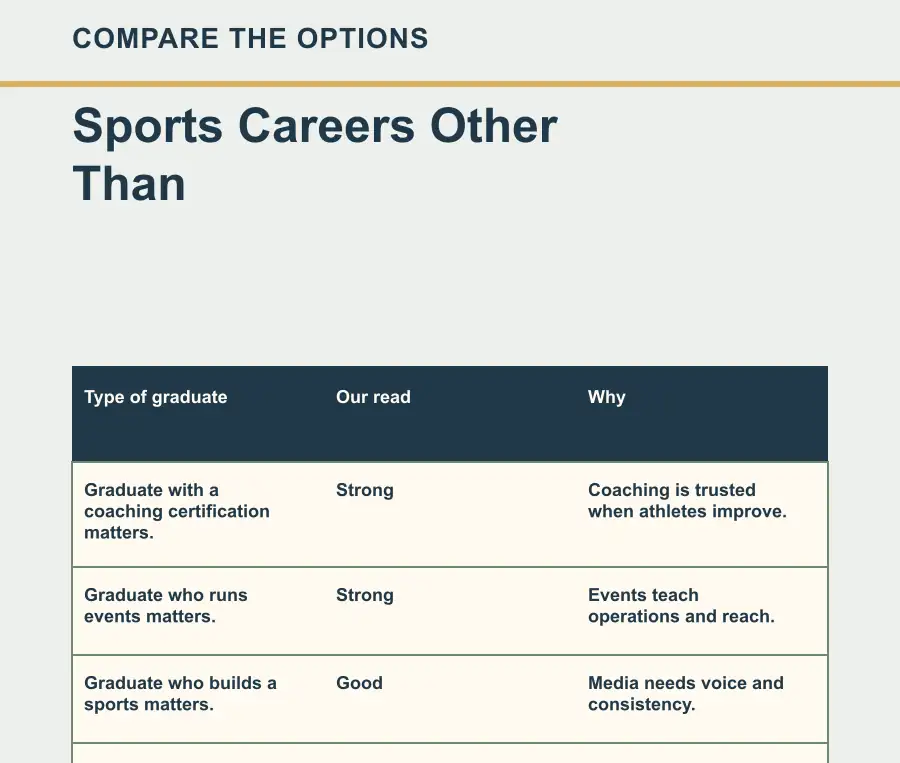 COMPARE THE OPTIONS
Sports Careers Other
Than
Type of graduate
Our read
Why
Graduate with a
coaching certification
matters.
Strong
Coaching is trusted
when athletes improve.
Graduate who runs
events matters.
Strong
Events teach
operations and reach.
Graduate who builds a
sports matters.
Good
Media needs voice and
consistency.